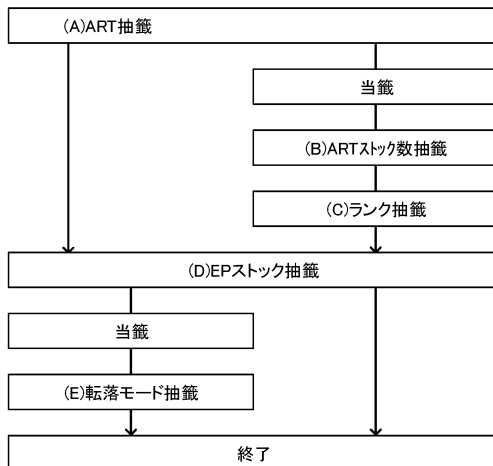 (A)ART抽籤
当籤
(B)ARTストック数抽籤
(C)ランク抽籤
(D)EPストック抽籤
当籤
(E)転落モード抽籤
終了